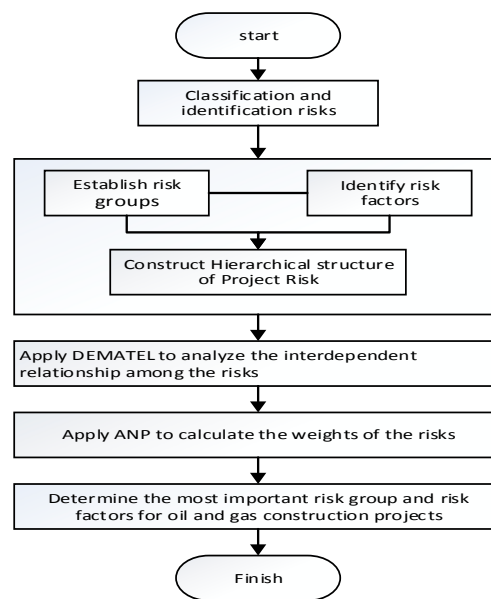 start
Classification and
identification risks
Establish risk
groups
Identify risk
factors
Construct Hierarchical structure
of Project Risk
Apply DEMATEL to analyze the interdependent
relationship among the risks
Apply ANP to calculate the weights of the risks
Determine the most important risk group and risk
factors for oil and gas construction projects
Finish